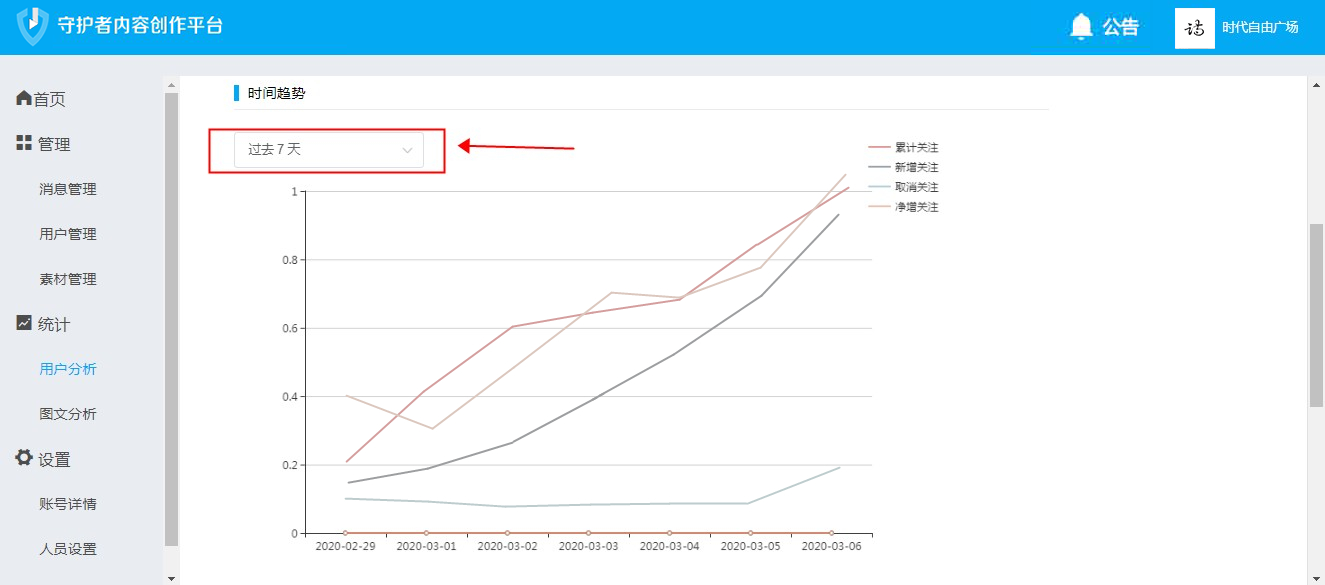 守护者内容创作平台
公告
诗
时代自由广场
首页
管理
消息管理
用户管理
素材管理
统计
用户分析
图文分析
设置
账号详情
人员设置
时间趋势
过去 7 天
累计关注
新增关注
取消关注
净增关注
1
0.8
0.6
0.4
0.2
0
2020-02-29 2020-03-01 2020-03-02 2020-03-03 2020-03-04 2020-03-05 2020-03-06